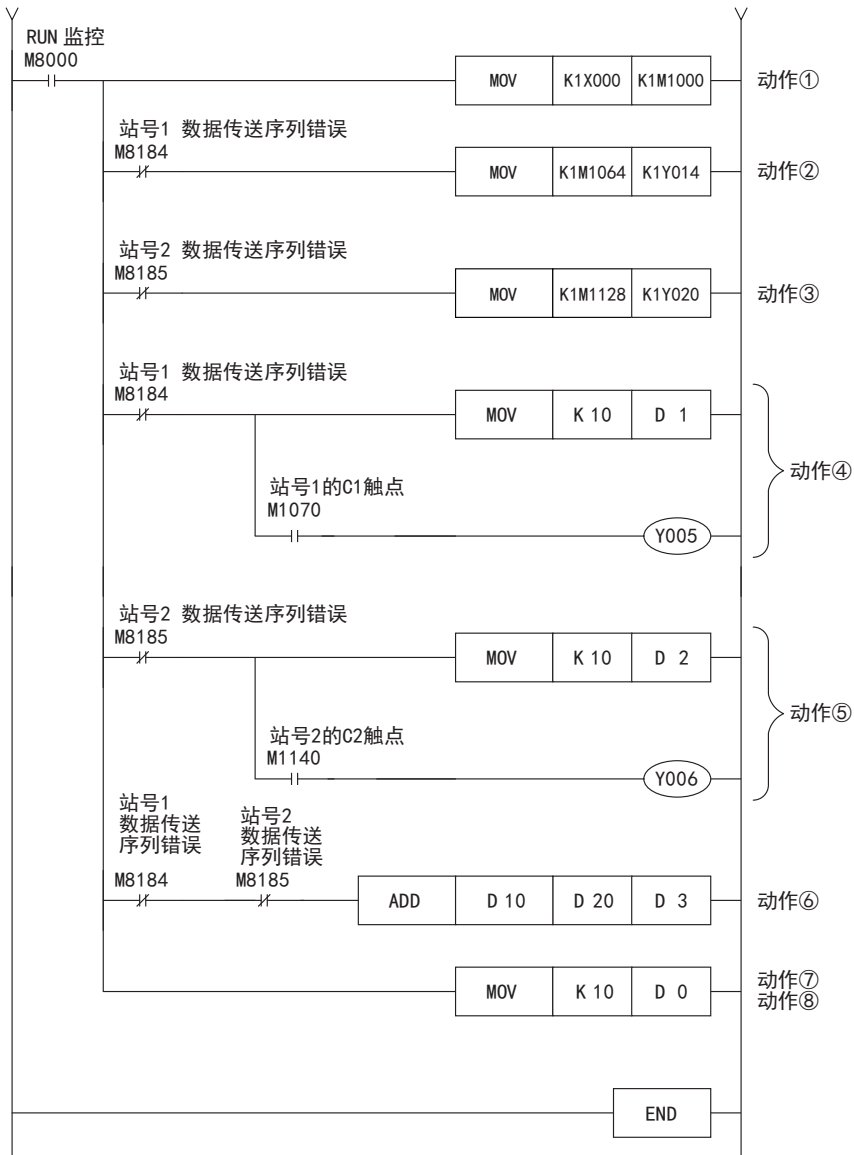 RUN 监控
M8000
MOV K1X000 K1M1000 动作①
站号1 数据传送序列错误
M8184
MOV K1M1064 K1Y014 动作②
站号2 数据传送序列错误
M8185
MOV K1M1128 K1Y020 动作③
站号1 数据传送序列错误
M8184
MOV K 10 D 1
动作④
站号1的C1触点
M1070
Y005
站号2 数据传送序列错误
M8185
MOV K 10 D 2
动作⑤
站号2的C2触点
M1140
Y006
站号1
数据传送
序列错误
M8184
站号2
数据传送
序列错误
M8185
ADD D 10 D 20 D 3 动作⑥
MOV K 10 D 0
动作⑦
动作⑧
END